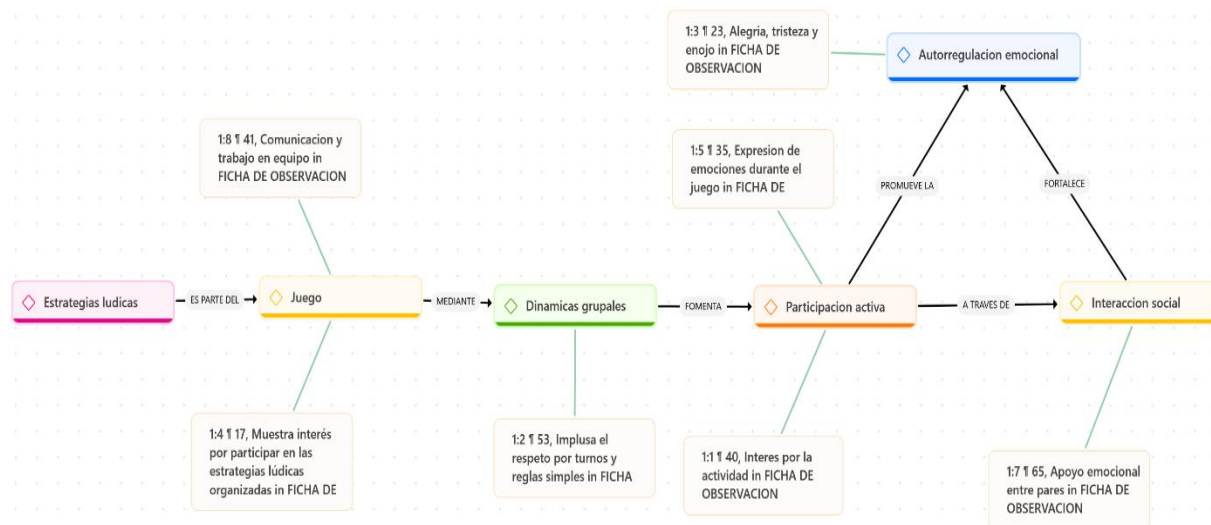 1:3 ¶ 23, Alegria, tristeza y
enojo in FICHA DE
OBSERVACION
Autorregulacion emocional
1:8 ¶ 41, Comunicacion y
trabajo en equipo in
FICHA DE OBSERVACION
1:5 ¶ 35, Expresion de
emociones durante el
juego in FICHA DE
PROMUEVE LA
FORTALECE
Estrategias ludicas
ES PARTE DEL
Juego
MEDIANTE
Dinamicas grupales
FOMENTA
Participacion activa
A TRAVES DE
Interaccion social
1:4 ¶ 17, Muestra interés
por participar en las
estrategias lúdicas
organizadas in FICHA DE
1:2 ¶ 53, Implusa el
respeto por turnos y
reglas simples in FICHA
1:1 ¶ 40, Interes por la
actividad in FICHA DE
OBSERVACION
1:7 ¶ 65, Apoyo emocional
entre pares in FICHA DE
OBSERVACION